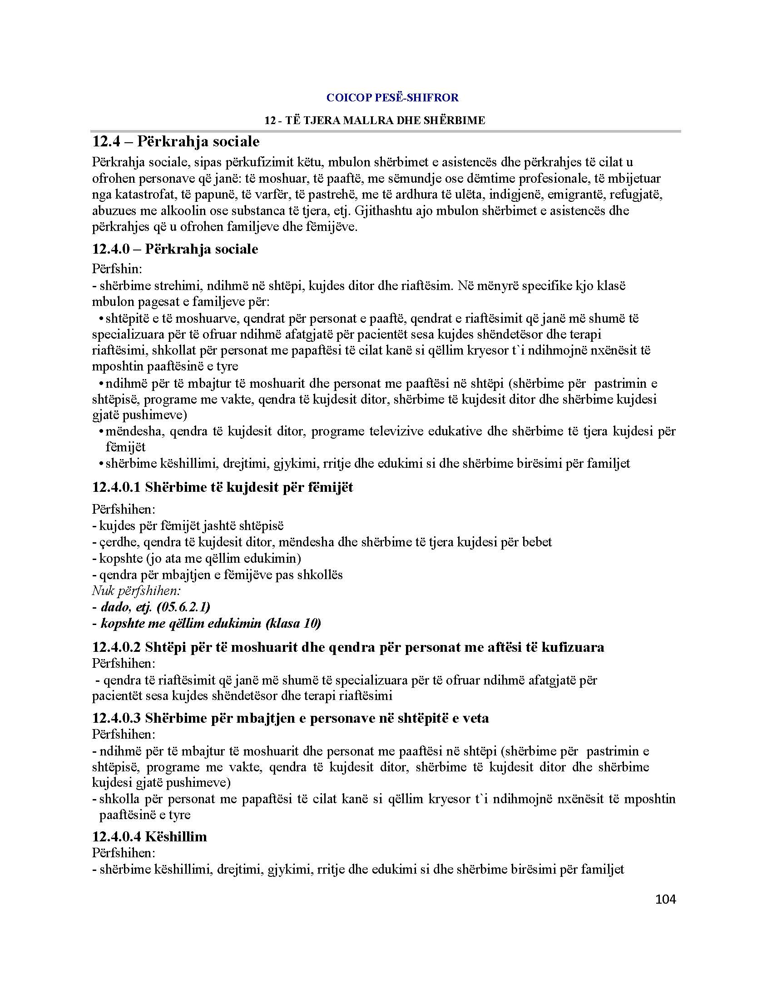 COICOP PESË-SHIFROR
12 - TË TJERA MALLRA DHE SHËRBIME
12.4 – Përkrahja sociale
Përkrahja sociale, sipas përkufizimit këtu, mbulon shërbimet e asistencës dhe përkrahjes të cilat u
ofrohen personave që janë: të moshuar, të paaftë, me sëmundje ose dëmtime profesionale, të mbijetuar
nga katastrofat, të papunë, të varfër, të pastrehë, me të ardhura të ulëta, indigjenë, emigrantë, refugjatë,
abuzues me alkoolin ose substanca të tjera, etj. Gjithashtu ajo mbulon shërbimet e asistencës dhe
përkrahjes që u ofrohen familjeve dhe fëmijëve.
12.4.0 – Përkrahja sociale
Përfshin:
- shërbime strehimi, ndihmë në shtëpi, kujdes ditor dhe riaftësim. Në mënyrë specifike kjo klasë
mbulon pagesat e familjeve për:
• shtëpitë e të moshuarve, qendrat për personat e paaftë, qendrat e riaftësimit që janë më shumë të
specializuara për të ofruar ndihmë afatgjatë për pacientët sesa kujdes shëndetësor dhe terapi
riaftësimi, shkollat për personat me papaftësi të cilat kanë si qëllim kryesor t`i ndihmojnë nxënësit të
mposhtin paaftësinë e tyre
• ndihmë për të mbajtur të moshuarit dhe personat me paaftësi në shtëpi (shërbime për pastrimin e
shtëpisë, programe me vakte, qendra të kujdesit ditor, shërbime të kujdesit ditor dhe shërbime kujdesi
gjatë pushimeve)
• mëndesha, qendra të kujdesit ditor, programe televizive edukative dhe shërbime të tjera kujdesi për
fëmijët
• shërbime këshillimi, drejtimi, gjykimi, rritje dhe edukimi si dhe shërbime birësimi për familjet
12.4.0.1 Shërbime të kujdesit për fëmijët
Përfshihen:
- kujdes për fëmijët jashtë shtëpisë
- çerdhe, qendra të kujdesit ditor, mëndesha dhe shërbime të tjera kujdesi për bebet
- kopshte (jo ata me qëllim edukimin)
- qendra për mbajtjen e fëmijëve pas shkollës
Nuk përfshihen:
- dado, etj. (05.6.2.1)
- kopshte me qëllim edukimin (klasa 10)
12.4.0.2 Shtëpi për të moshuarit dhe qendra për personat me aftësi të kufizuara
Përfshihen:
- qendra të riaftësimit që janë më shumë të specializuara për të ofruar ndihmë afatgjatë për
pacientët sesa kujdes shëndetësor dhe terapi riaftësimi
12.4.0.3 Shërbime për mbajtjen e personave në shtëpitë e veta
Përfshihen:
- ndihmë për të mbajtur të moshuarit dhe personat me paaftësi në shtëpi (shërbime për pastrimin e
shtëpisë, programe me vakte, qendra të kujdesit ditor, shërbime të kujdesit ditor dhe shërbime
kujdesi gjatë pushimeve)
- shkolla për personat me papaftësi të cilat kanë si qëllim kryesor t`i ndihmojnë nxënësit të mposhtin
paaftësinë e tyre
12.4.0.4 Këshillim
Përfshihen:
- shërbime këshillimi, drejtimi, gjykimi, rritje dhe edukimi si dhe shërbime birësimi për familjet
104